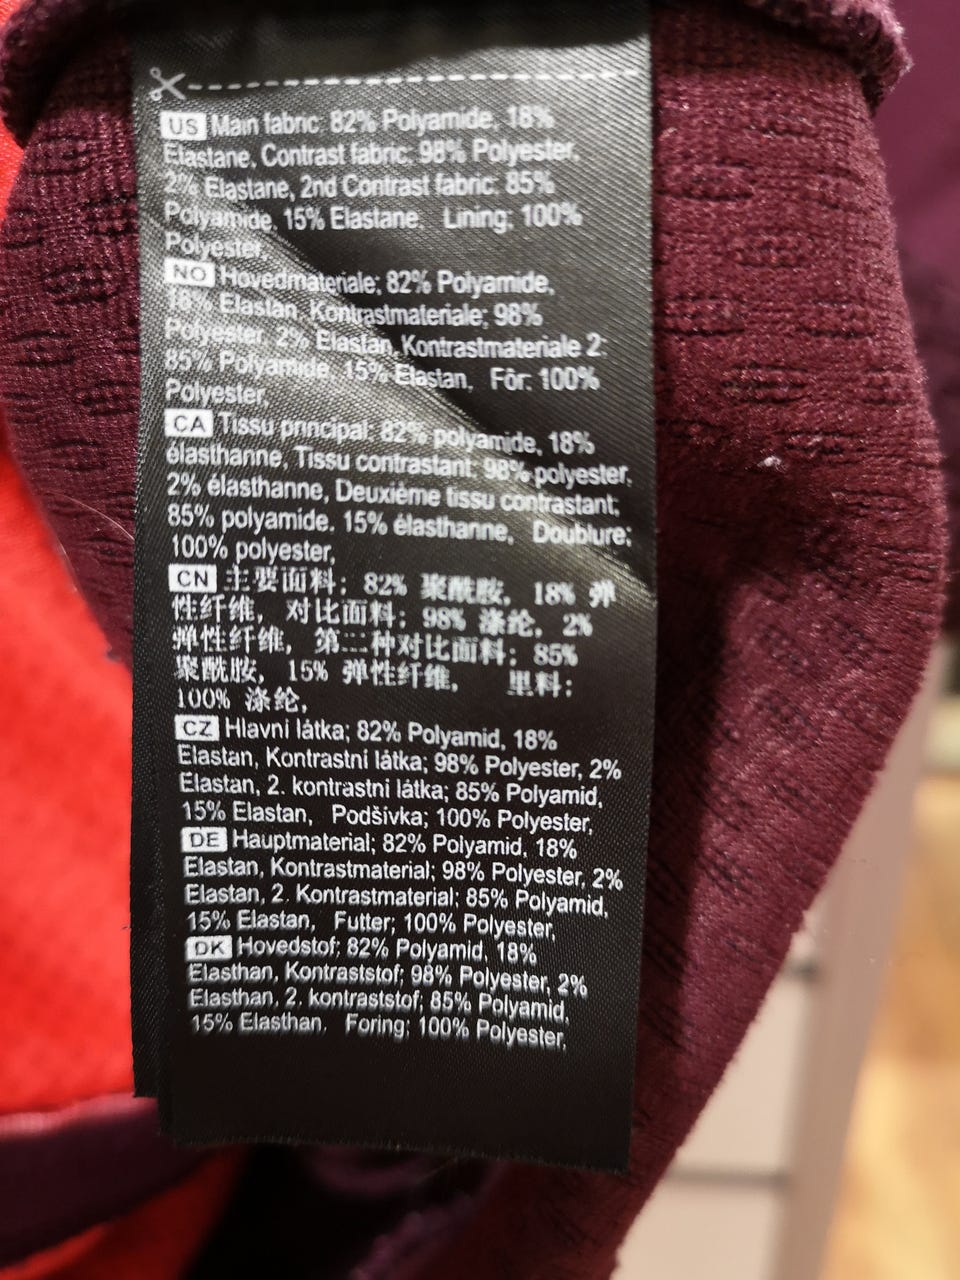 US Main fabric; 82% Polyamide, 18%
Elastane, Contrast fabric; 98% Polyester,
2% Elastane, 2nd Contrast fabric: 85%
Polyamide, 15% Elastane, Lining; 100%
Polyester,
NO Hovedmateriale; 82% Polyamide,
18% Elastan, Kontrastmateriale; 98%
Polyester, 2% Elastan, Kontrastmateriale 2:
85% Polyamide, 15% Elastan, Fôr: 100%
Polyester,
CA Tissu principal; 82% polyamide, 18%
élasthanne, Tissu contrastant; 98% polyester,
2% élasthanne, Deuxième tissu contrastant;
85% polyamide, 15% élasthanne, Doublure;
100% polyester,
CN 主要面料; 82% 聚酰胺, 18% 弹
性纤维, 对比面料; 98% 涤纶, 2%
弹性纤维, 第二种对比面料; 85%
聚酰胺, 15% 弹性纤维, 里料;
100% 涤纶,
CZ Hlavní látka; 82% Polyamid, 18%
Elastan, Kontrastní látka; 98% Polyester, 2%
Elastan, 2. kontrastní látka; 85% Polyamid,
15% Elastan, Podšívka; 100% Polyester,
DE Hauptmaterial; 82% Polyamid, 18%
Elastan, Kontrastmaterial; 98% Polyester, 2%
Elastan, 2. Kontrastmaterial; 85% Polyamid,
15% Elastan, Futter; 100% Polyester,
DK Hovedstof; 82% Polyamid, 18%
Elasthan, Kontraststof; 98% Polyester, 2%
Elasthan, 2. kontraststof; 85% Polyamid,
15% Elasthan, Foring; 100% Polyester,